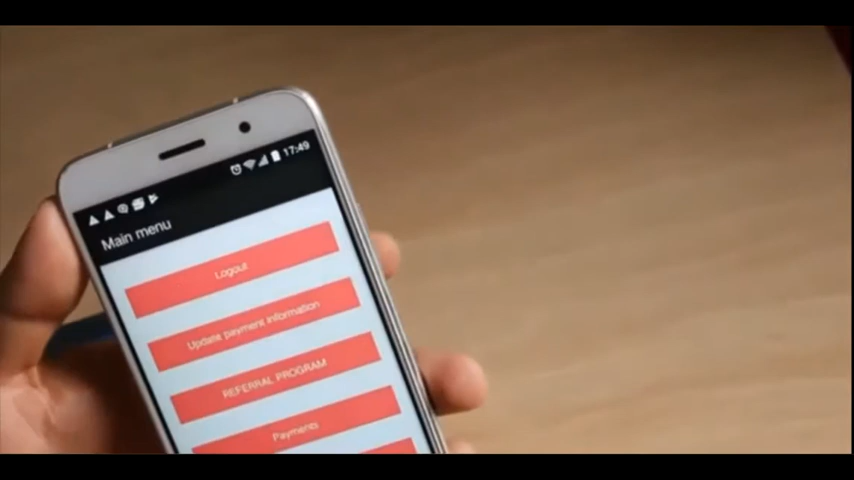 17:49
Main menu
Logout
Update payment information
REFERRAL PROGRAM
Payments